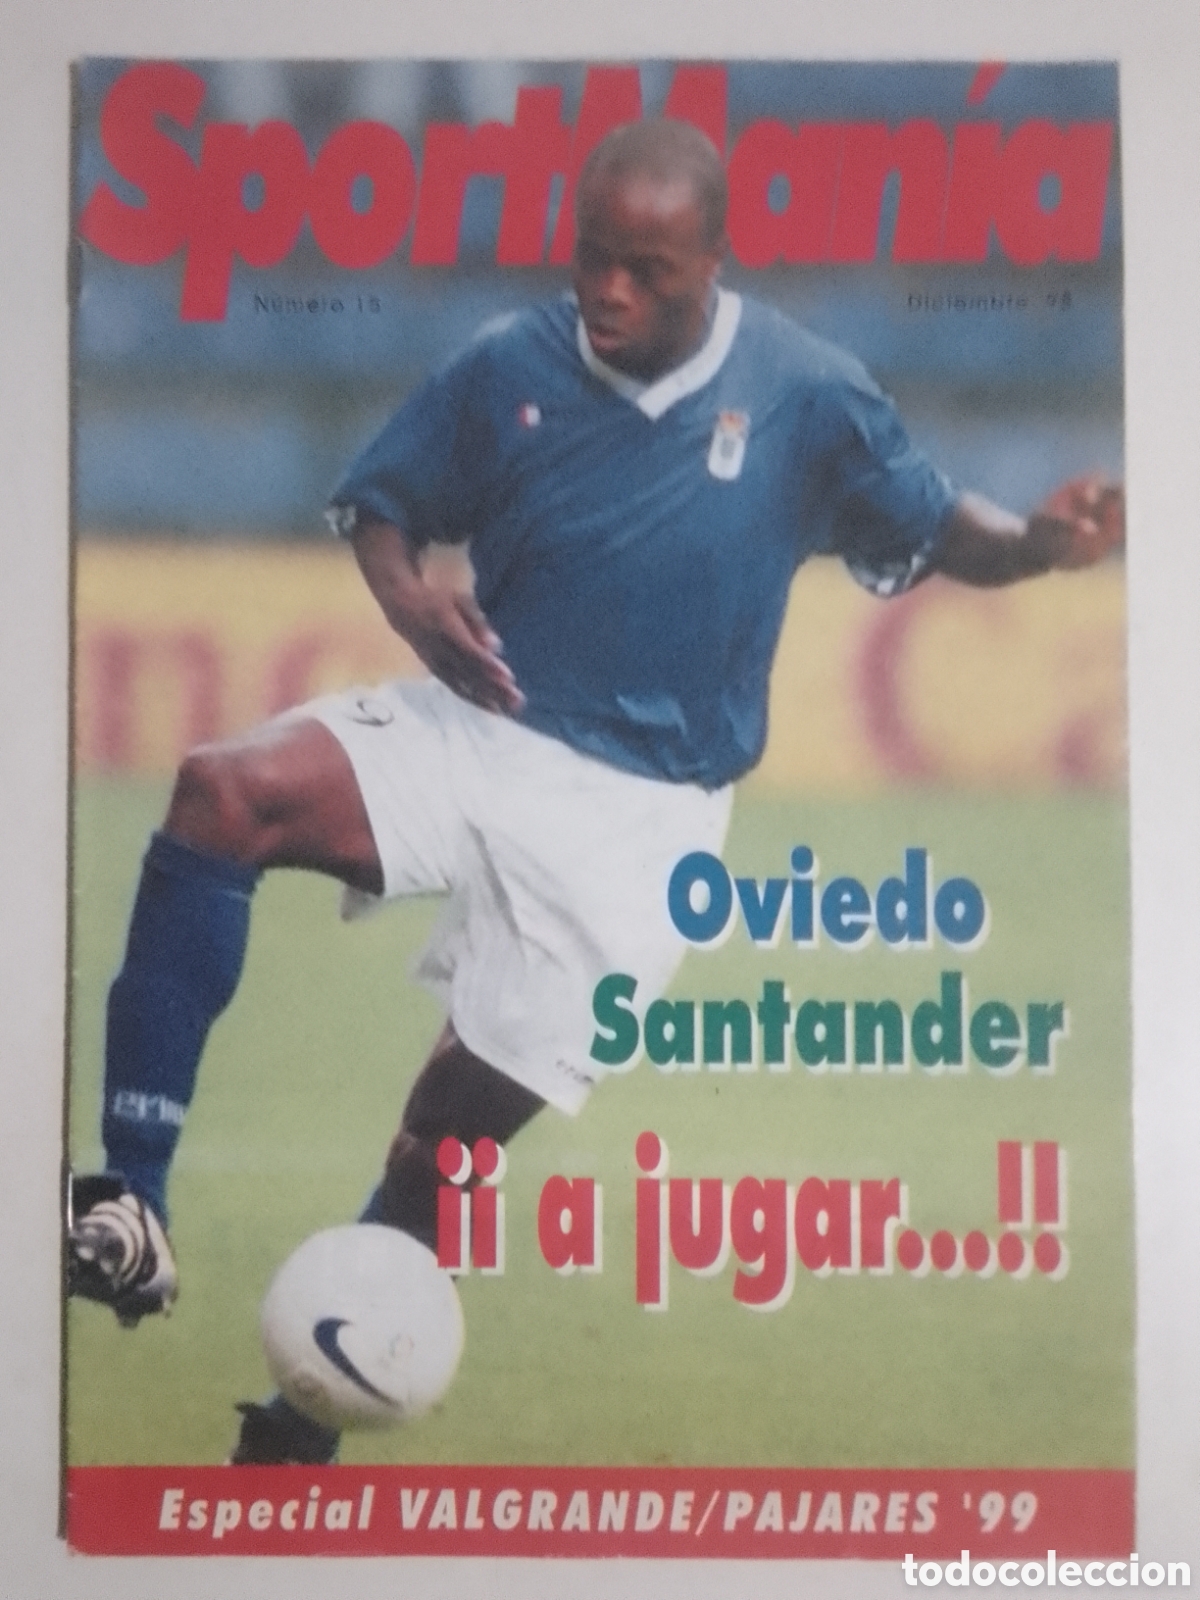 SportManía
Número 15
Diciembre 98
Oviedo
Santander
¡¡ a jugar...!!
Especial VALGRANDE/PAJARES '99
todocoleccion